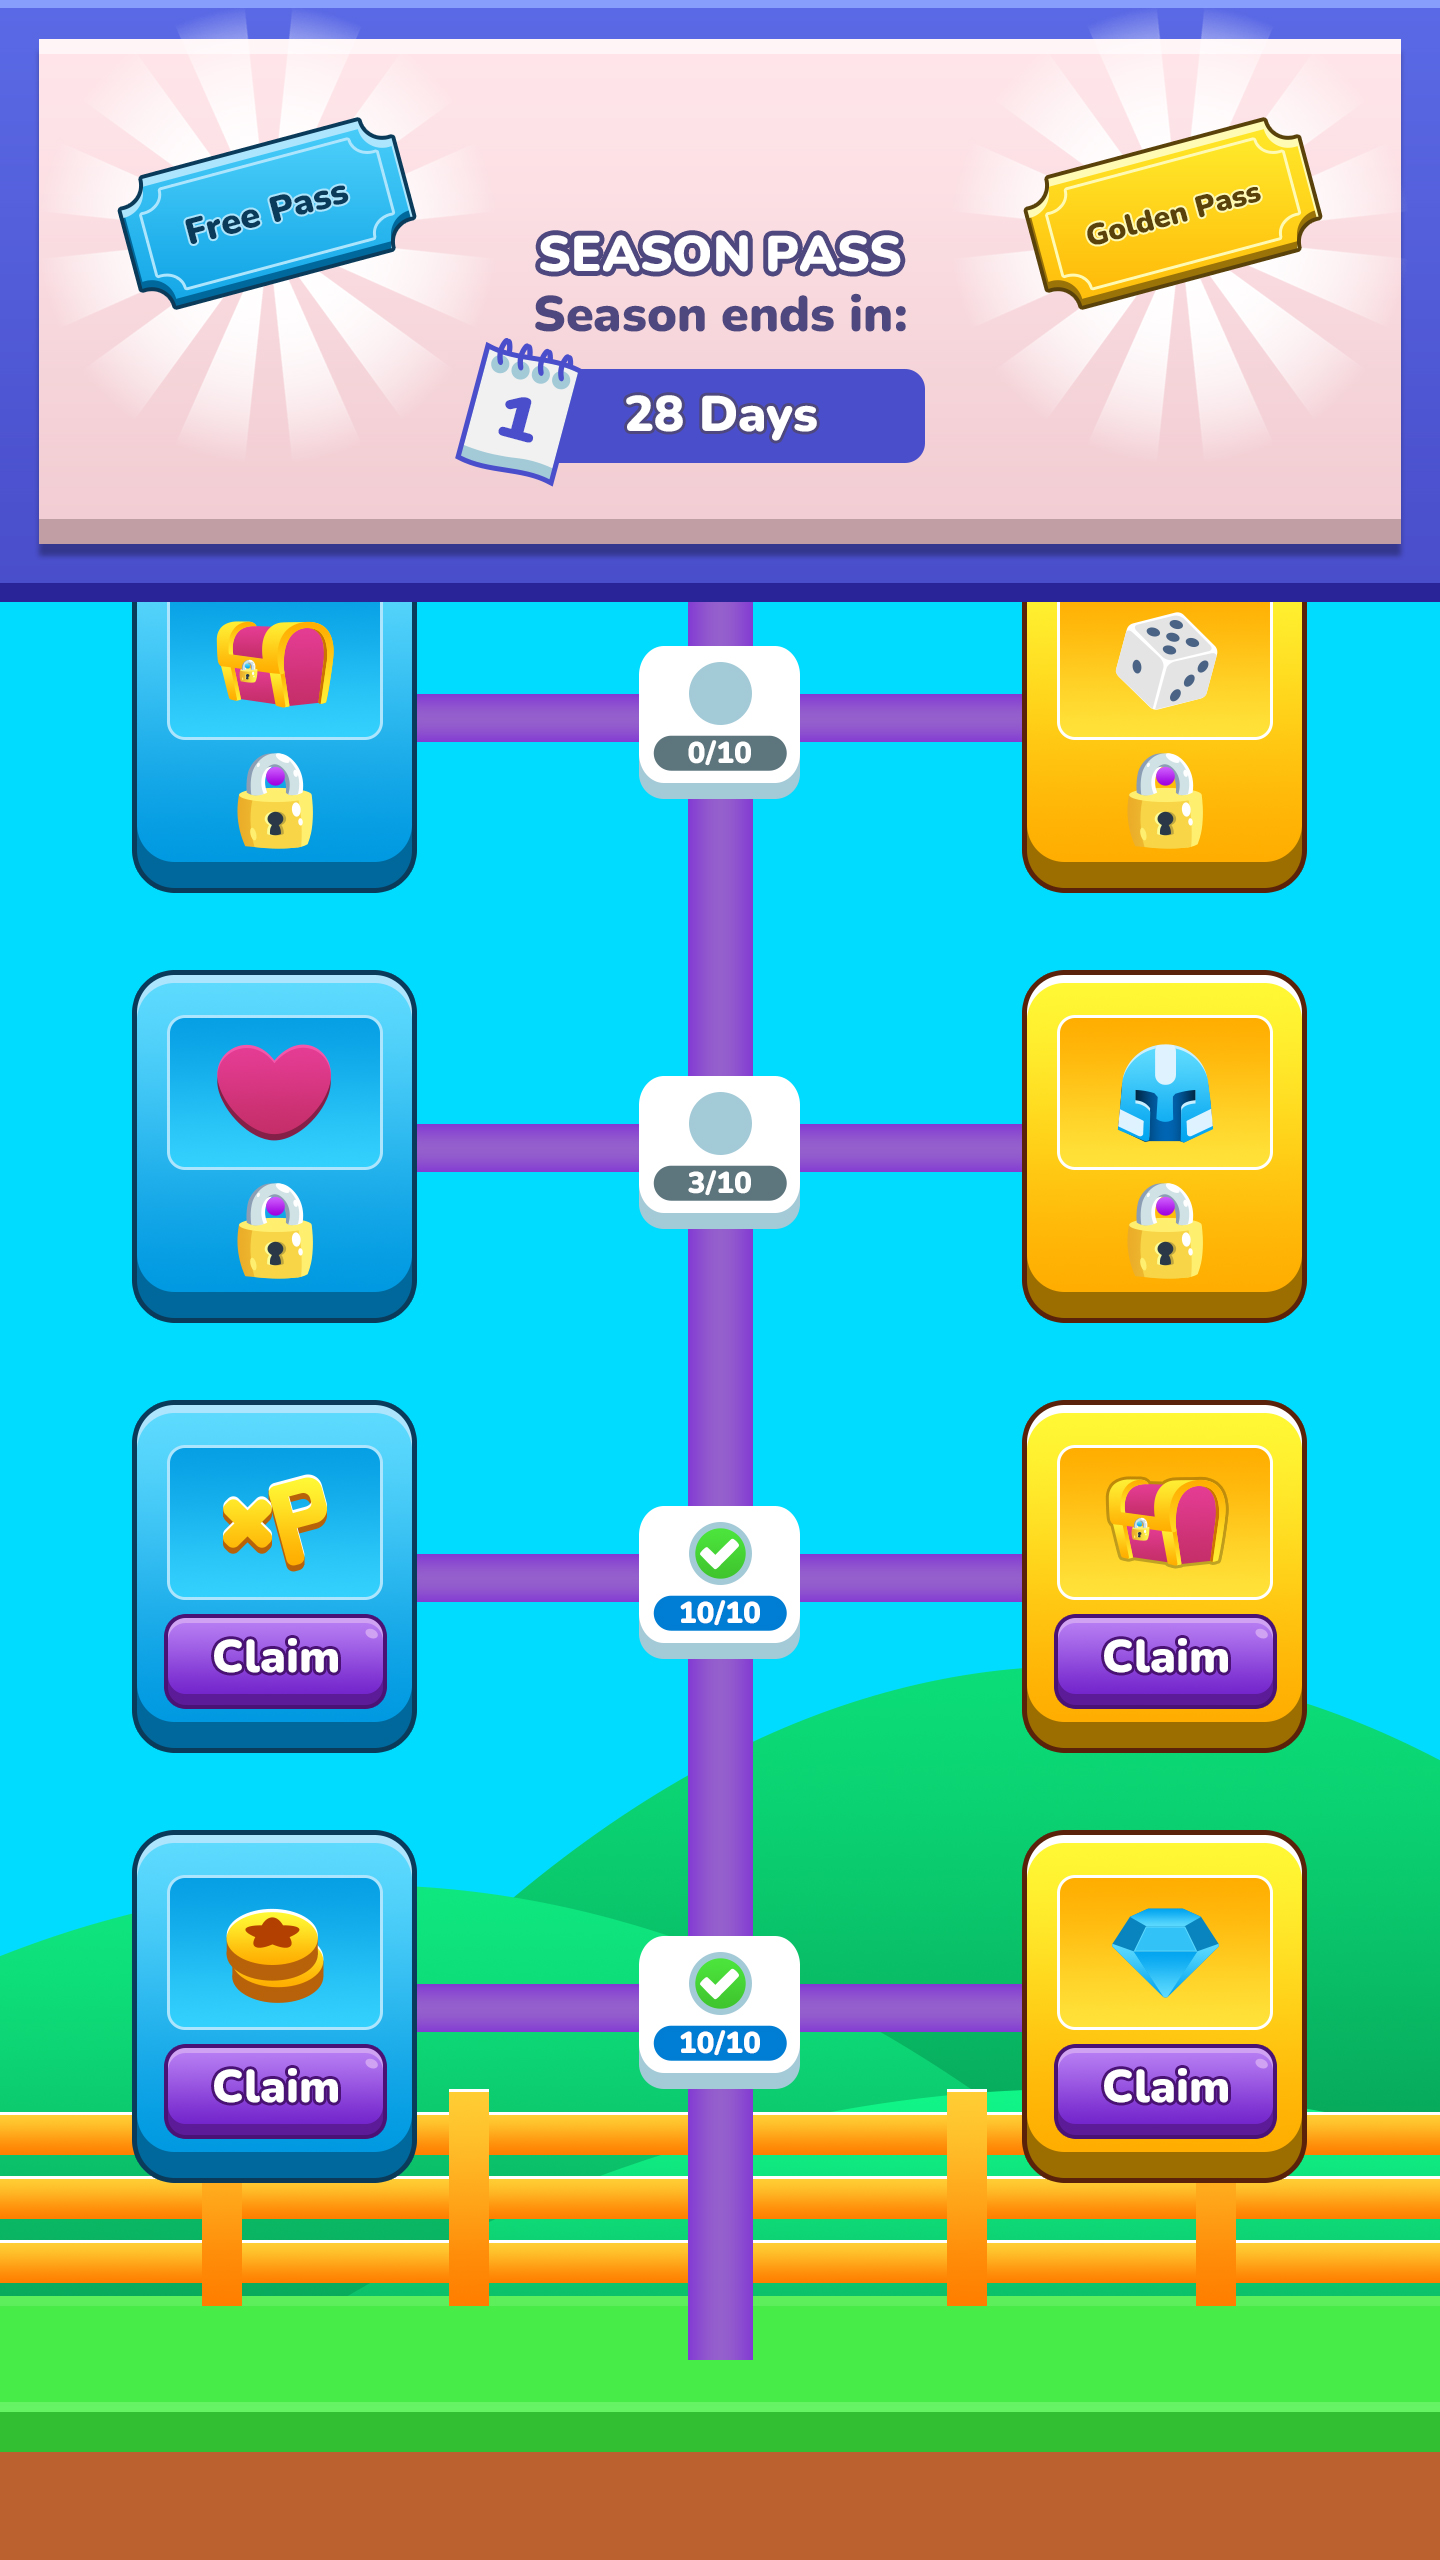 Free Pass
Golden Pass
SEASON PASS
Season ends in:
1
28 Days
0/10
3/10
xP
10/10
Claim
Claim
10/10
Claim
Claim